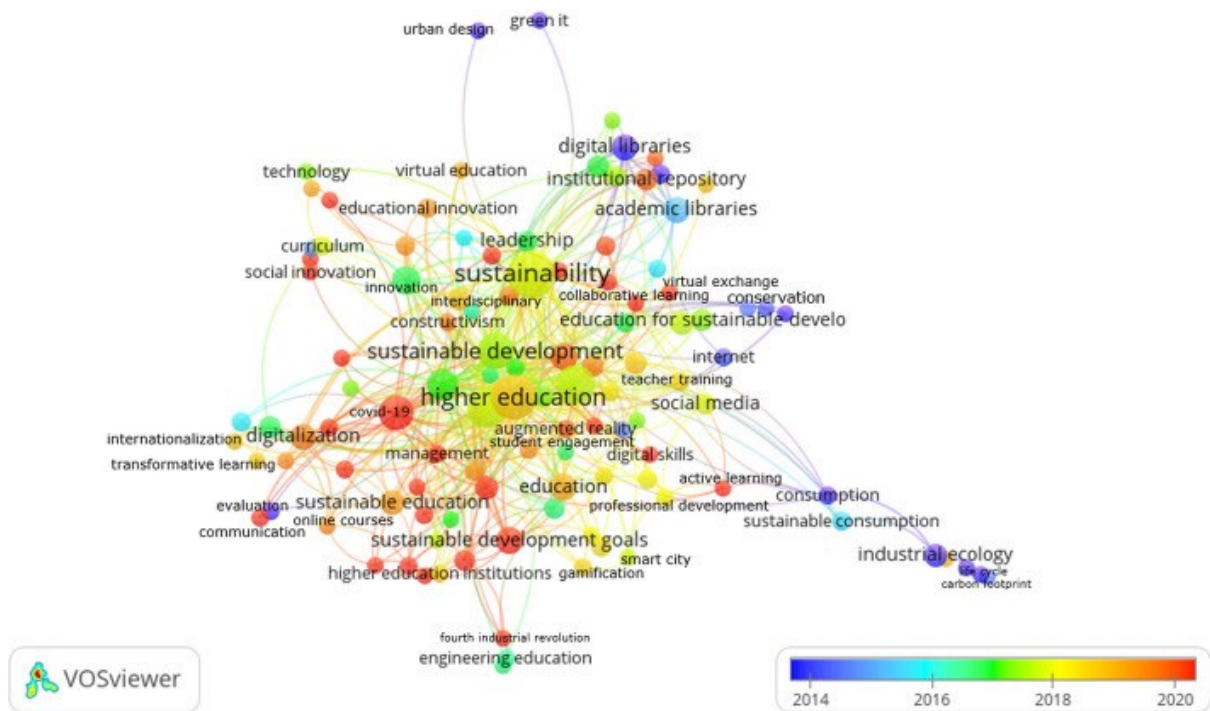 green it
urban design
digital libraries
technology
virtual education
institutional repository
educational innovation
academic libraries
leadership
curriculum
social innovation
sustainability
innovation
virtual exchange
interdisciplinary
collaborative learning
conservation
constructivism
education for sustainable develo
sustainable development
internet
teacher training
higher education
social media
covid-19
augmented reality
internationalization
digitalization
student engagement
management
digital skills
transformative learning
active learning
education
consumption
evaluation
sustainable education
professional development
online courses
sustainable consumption
communication
sustainable development goals
industrial ecology
smart city
higher education institutions
gamification
life cycle
carbon footprint
fourth industrial revolution
engineering education
VOSviewer
2014
2016
2018
2020